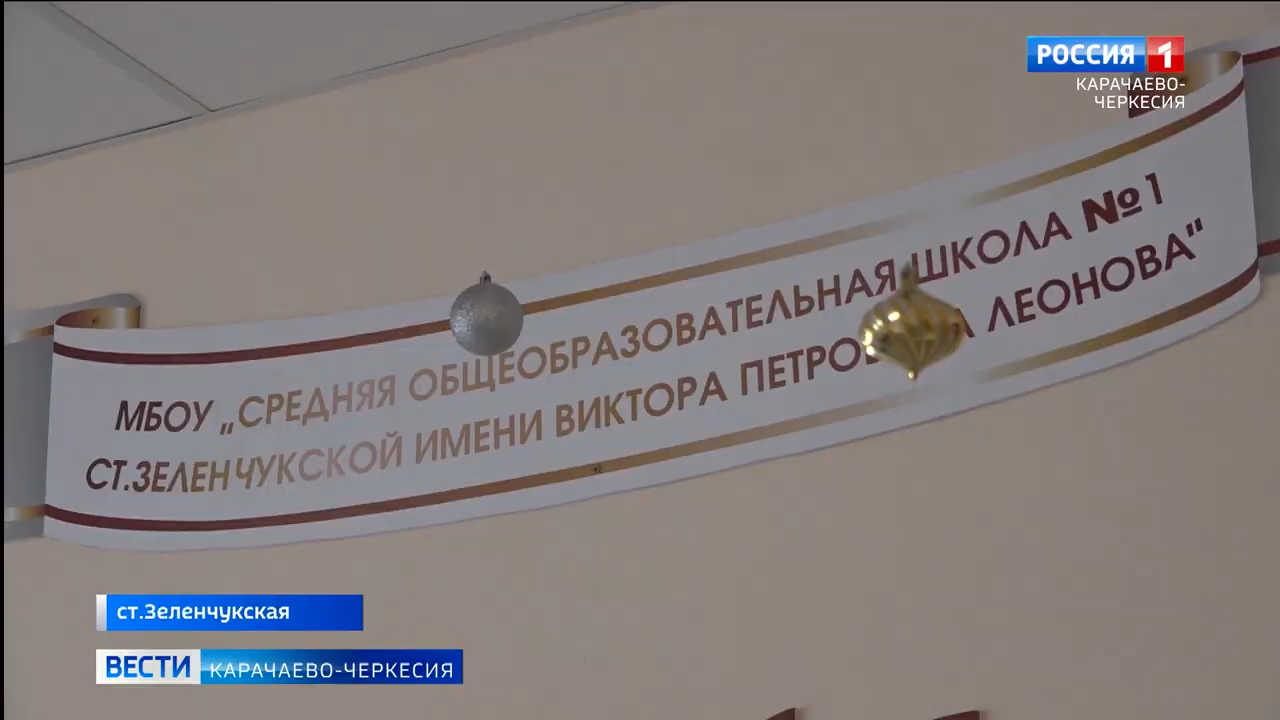 РОССИЯ 1
КАРАЧАЕВО-
ЧЕРКЕСИЯ
МБОУ „СРЕДНЯЯ ОБЩЕОБРАЗОВАТЕЛЬНАЯ ШКОЛА №1
СТ.ЗЕЛЕНЧУКСКОЙ ИМЕНИ ВИКТОРА ЛЕОНОВА"
ст.Зеленчукская
ВЕСТИ КАРАЧАЕВО-ЧЕРКЕСИЯ